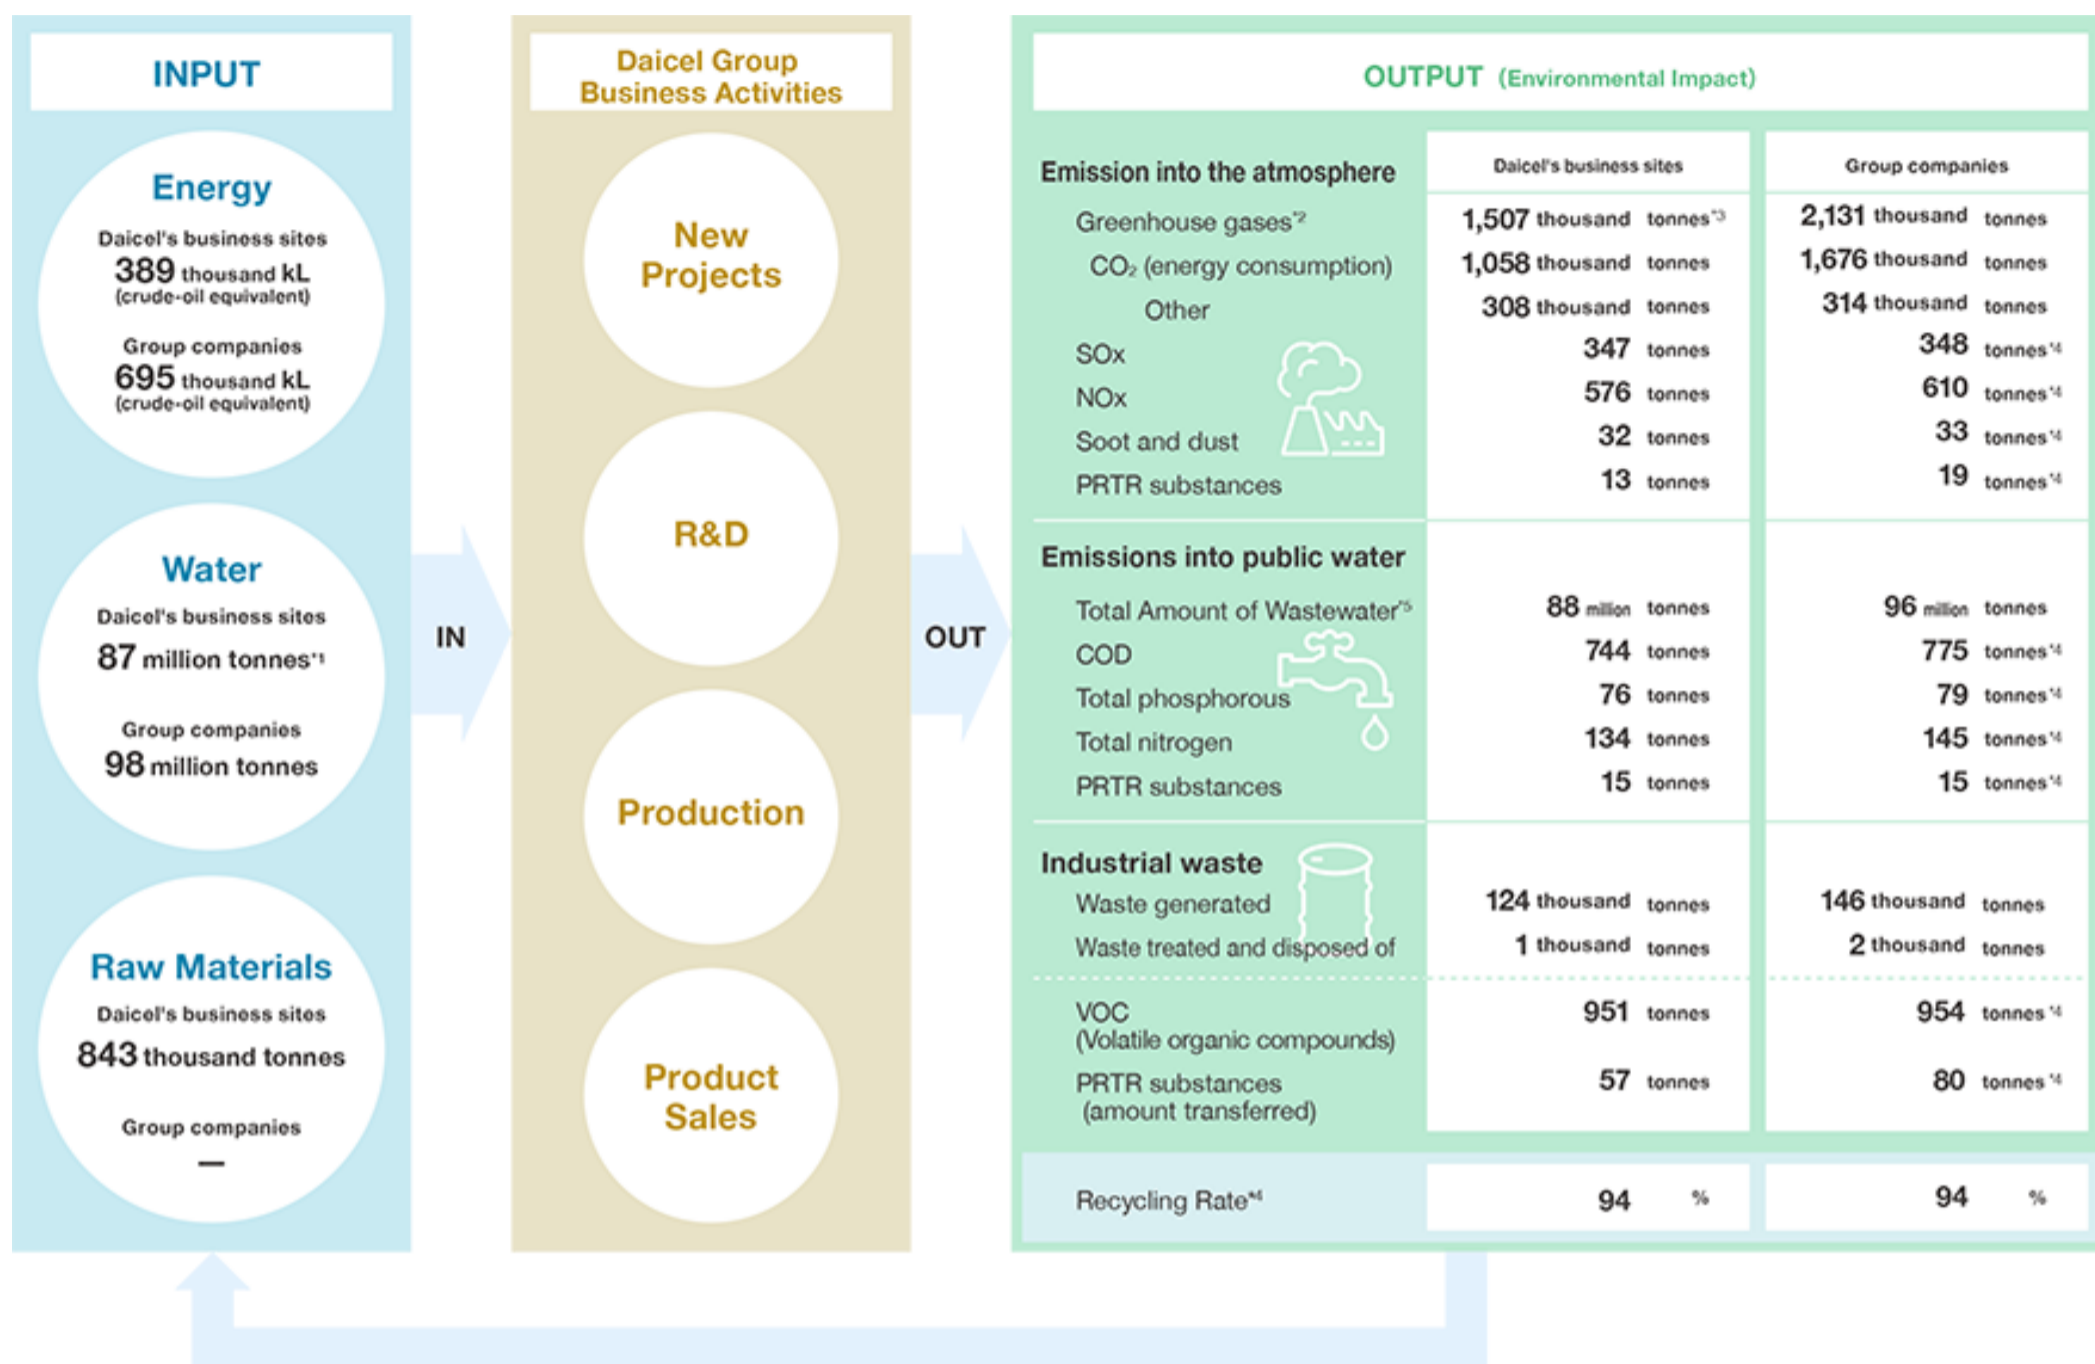 INPUT
Energy
Daicel's business sites
389 thousand kL
(crude-oil equivalent)
Group companies
695 thousand kL
(crude-oil equivalent)
Water
Daicel's business sites
87 million tonnes*1
Group companies
98 million tonnes
Raw Materials
Daicel's business sites
843 thousand tonnes
Group companies
—
IN
Daicel Group
Business Activities
New
Projects
R&D
Production
Product
Sales
OUT
OUTPUT (Environmental Impact)
Emission into the atmosphere Daicel's business sites Group companies
Greenhouse gases*2 1,507 thousand tonnes*3 2,131 thousand tonnes
CO₂ (energy consumption) 1,058 thousand tonnes 1,676 thousand tonnes
Other 308 thousand tonnes 314 thousand tonnes
SOx 347 tonnes 348 tonnes*4
NOx 576 tonnes 610 tonnes*4
Soot and dust 32 tonnes 33 tonnes*4
PRTR substances 13 tonnes 19 tonnes*4
Emissions into public water
Total Amount of Wastewater*5 88 million tonnes 96 million tonnes
COD 744 tonnes 775 tonnes*4
Total phosphorous 76 tonnes 79 tonnes*4
Total nitrogen 134 tonnes 145 tonnes*4
PRTR substances 15 tonnes 15 tonnes*4
Industrial waste
Waste generated 124 thousand tonnes 146 thousand tonnes
Waste treated and disposed of 1 thousand tonnes 2 thousand tonnes
VOC 951 tonnes 954 tonnes*4
(Volatile organic compounds)
PRTR substances 57 tonnes 80 tonnes*4
(amount transferred)
Recycling Rate*4 94 % 94 %